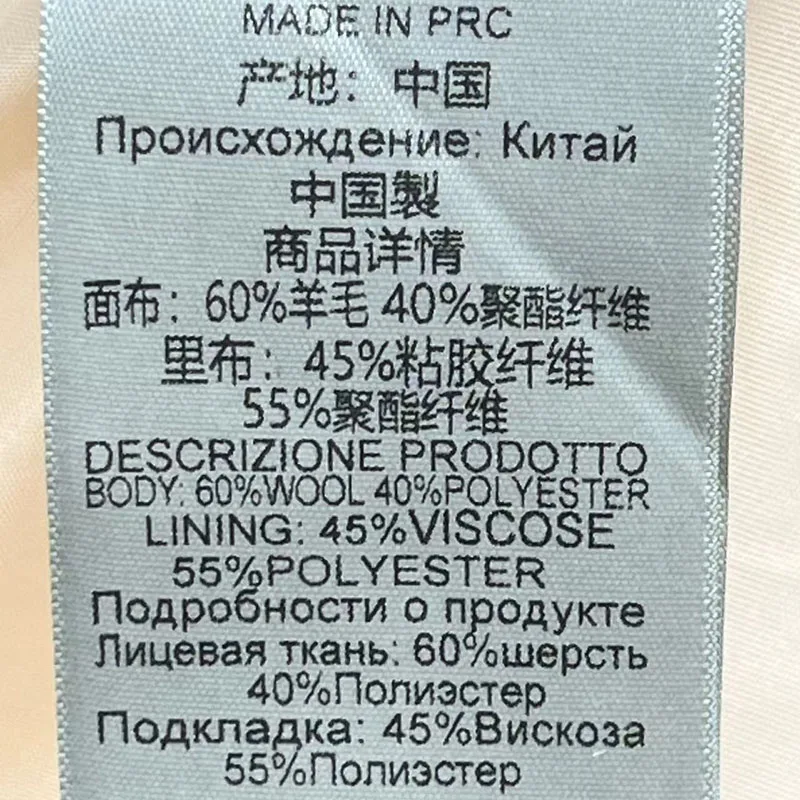 MADE IN PRC
产地：中国
Происхождение: Китай
中国製
商品详情
面布：60%羊毛 40%聚酯纤维
里布：45%粘胶纤维
55%聚酯纤维
DESCRIZIONE PRODOTTO
BODY: 60%WOOL 40%POLYESTER
LINING: 45%VISCOSE
55%POLYESTER
Подробности о продукте
Лицевая ткань: 60%шерсть
40%Полиэстер
Подкладка: 45%Вискоза
55%Полиэстер